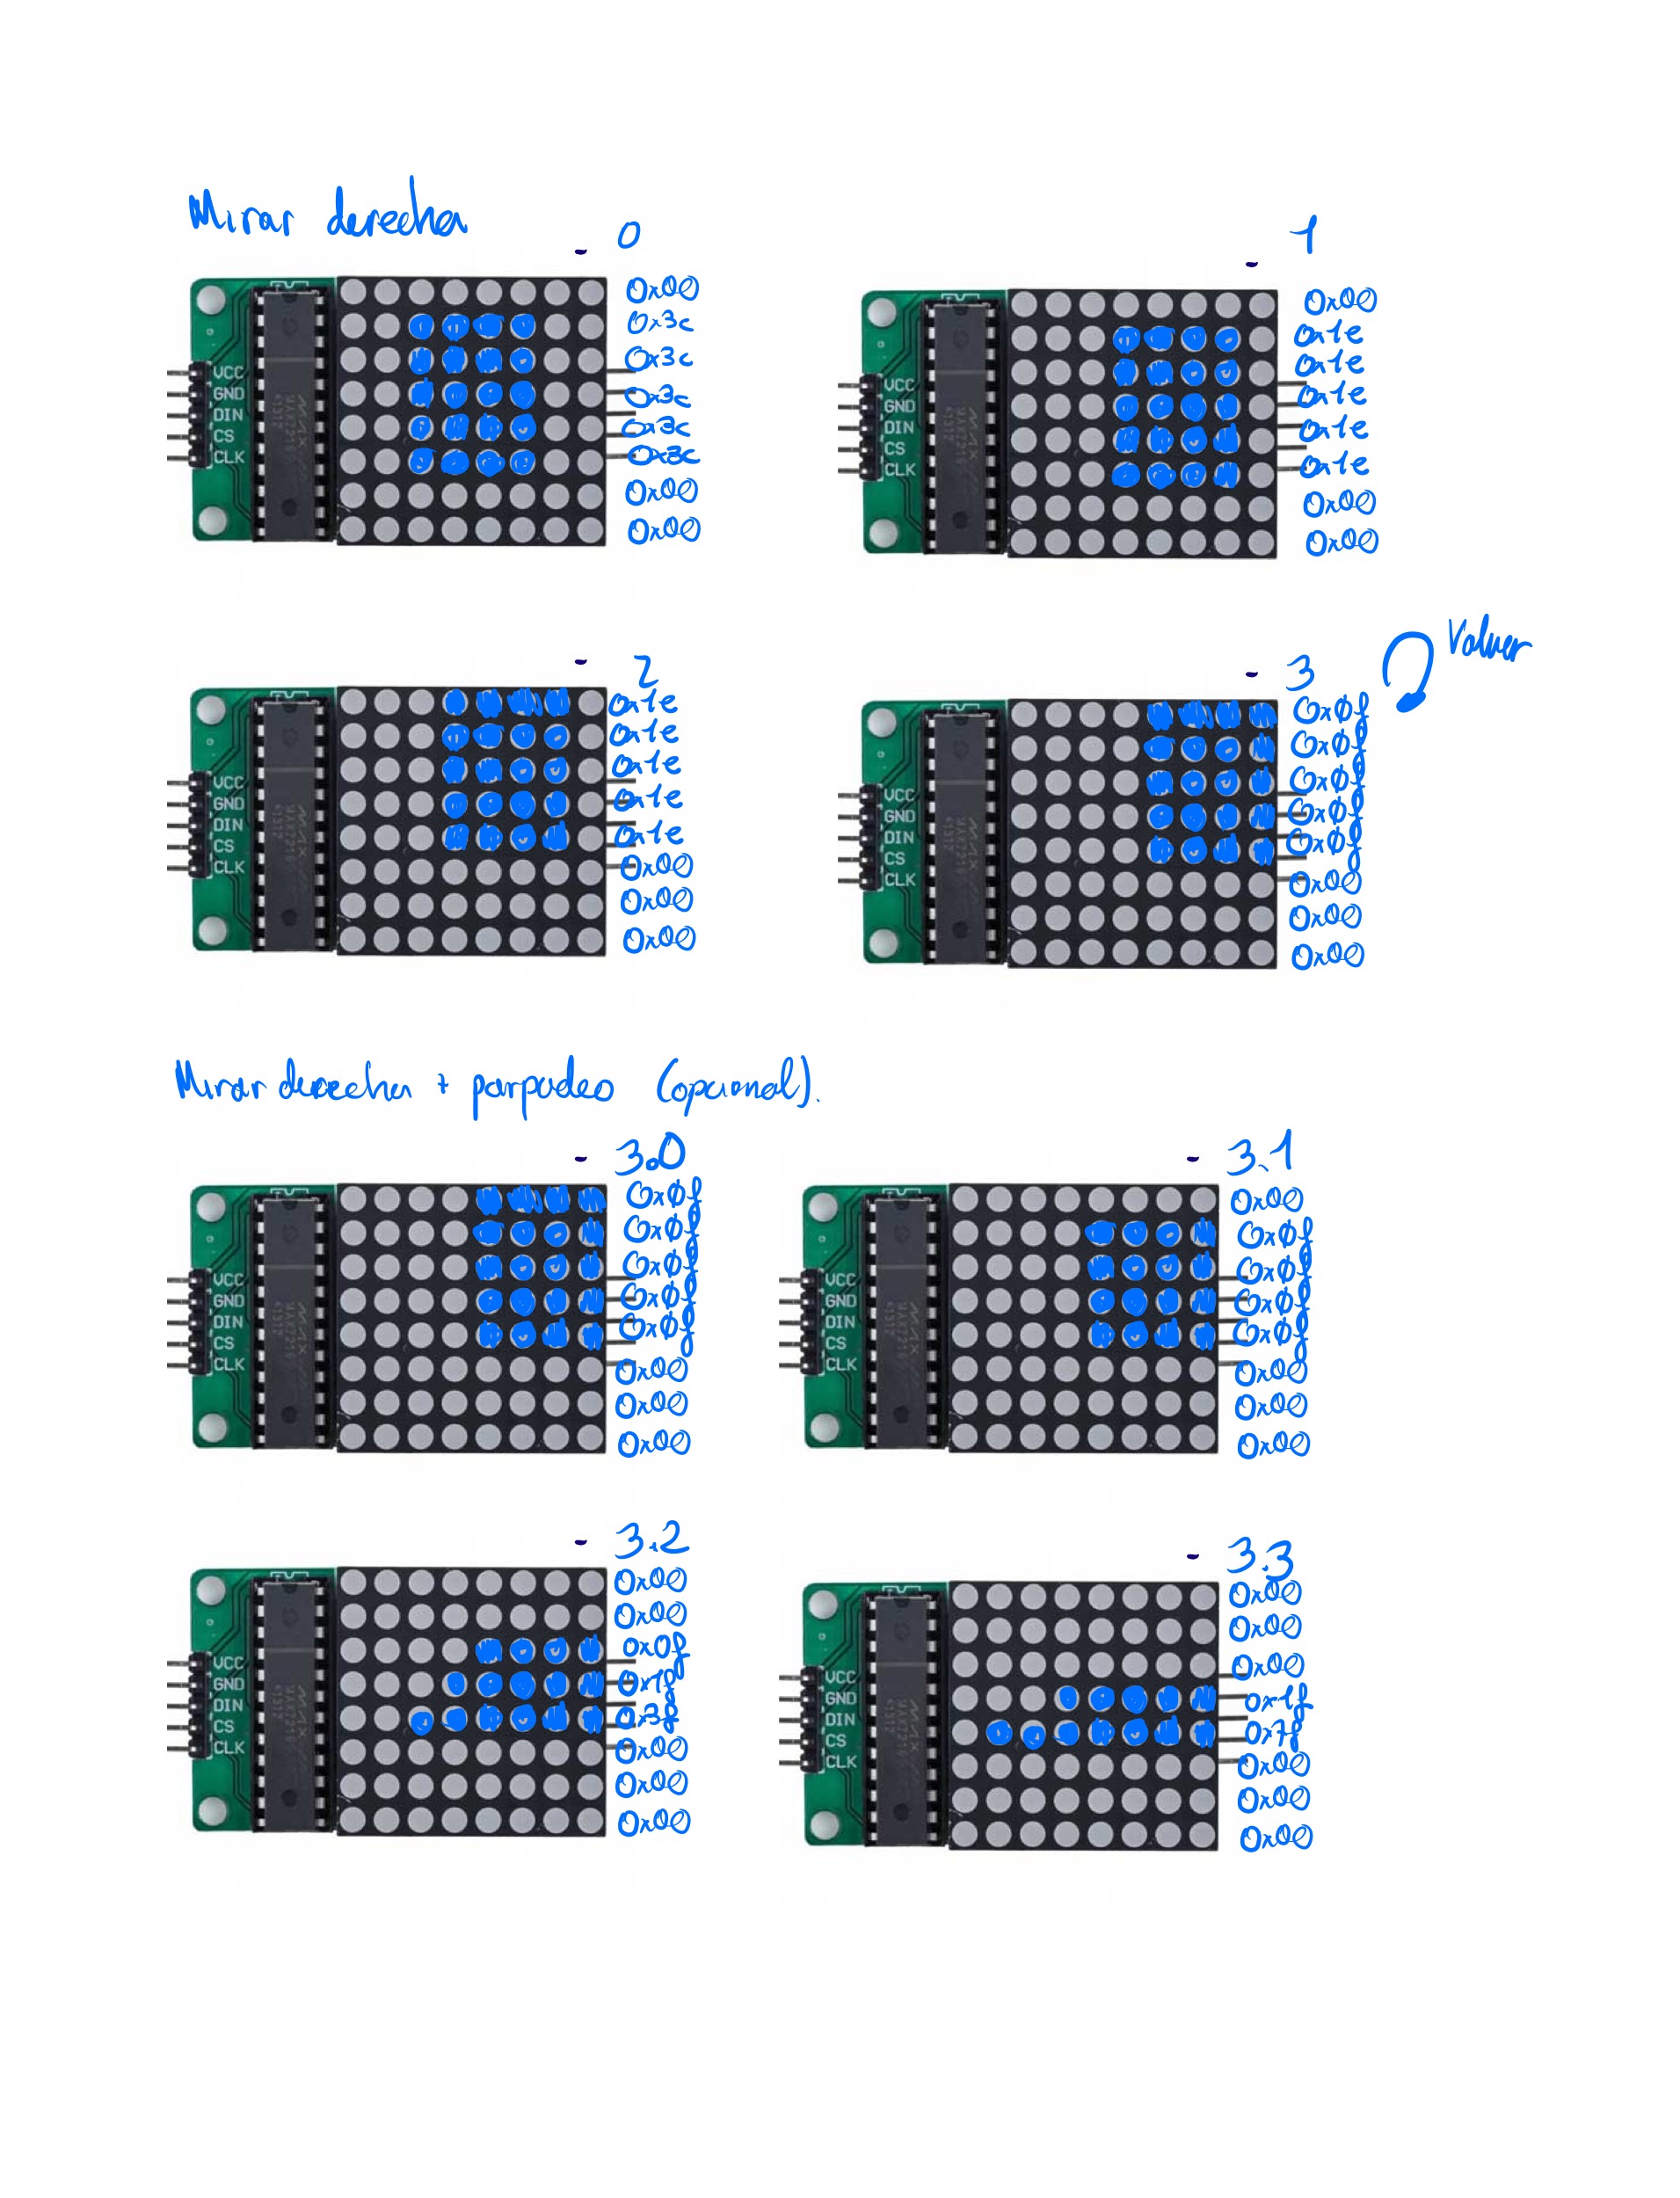 Mirar derecha
- 0
0x00
0x3c
0x3c
0x3c
0x3c
0x3c
0x00
0x00
VCC
GND
DIN
CS
CLK
- 1
0x00
0x1e
0x1e
0x1e
0x1e
0x1e
0x00
0x00
VCC
GND
DIN
CS
CLK
- 2
0x1e
0x1e
0x1e
0x1e
0x1e
0x00
0x00
0x00
VCC
GND
DIN
CS
CLK
- 3
Volver
0x0f
0x0f
0x0f
0x0f
0x0f
0x00
0x00
0x00
VCC
GND
DIN
CS
CLK
Mirar derecha + parpadeo (opcional).
- 3.0
0x0f
0x0f
0x0f
0x0f
0x0f
0x00
0x00
0x00
VCC
GND
DIN
CS
CLK
- 3.1
0x00
0x0f
0x0f
0x0f
0x0f
0x00
0x00
0x00
VCC
GND
DIN
CS
CLK
- 3.2
0x00
0x00
0x0f
0x1f
0x3f
0x00
0x00
0x00
VCC
GND
DIN
CS
CLK
- 3.3
0x00
0x00
0x00
0x1f
0x7f
0x00
0x00
0x00
VCC
GND
DIN
CS
CLK